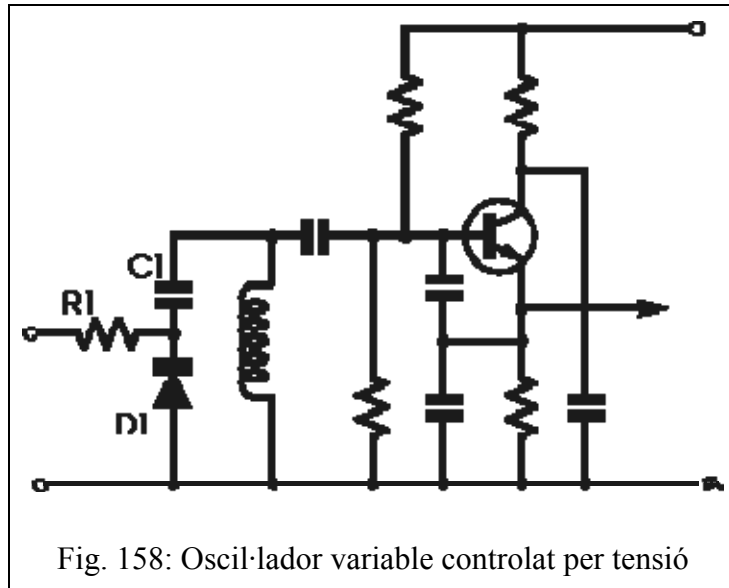 C1
R1
D1
Fig. 158: Oscil·lador variable controlat per tensió